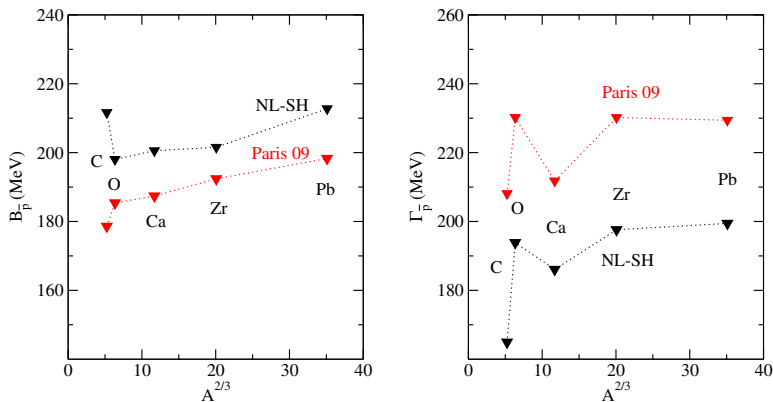 240
220
200
180
160
B_p̄ (MeV)
NL-SH
C
Paris 09
O
Ca
Zr
Pb
0
10
20
30
40
A^{2/3}
260
240
220
200
180
160
Γ_p̄ (MeV)
Paris 09
Pb
Zr
O
Ca
C
NL-SH
0
10
20
30
40
A^{2/3}